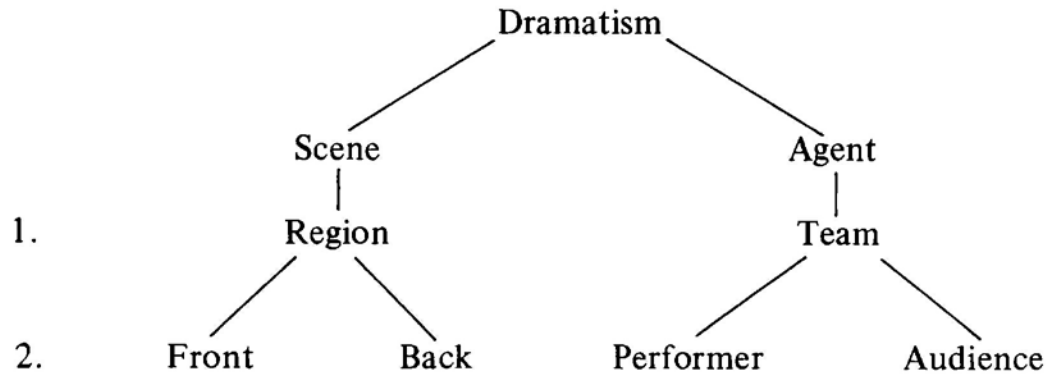 Dramatism
Scene Agent
1. Region Team
2. Front Back Performer Audience